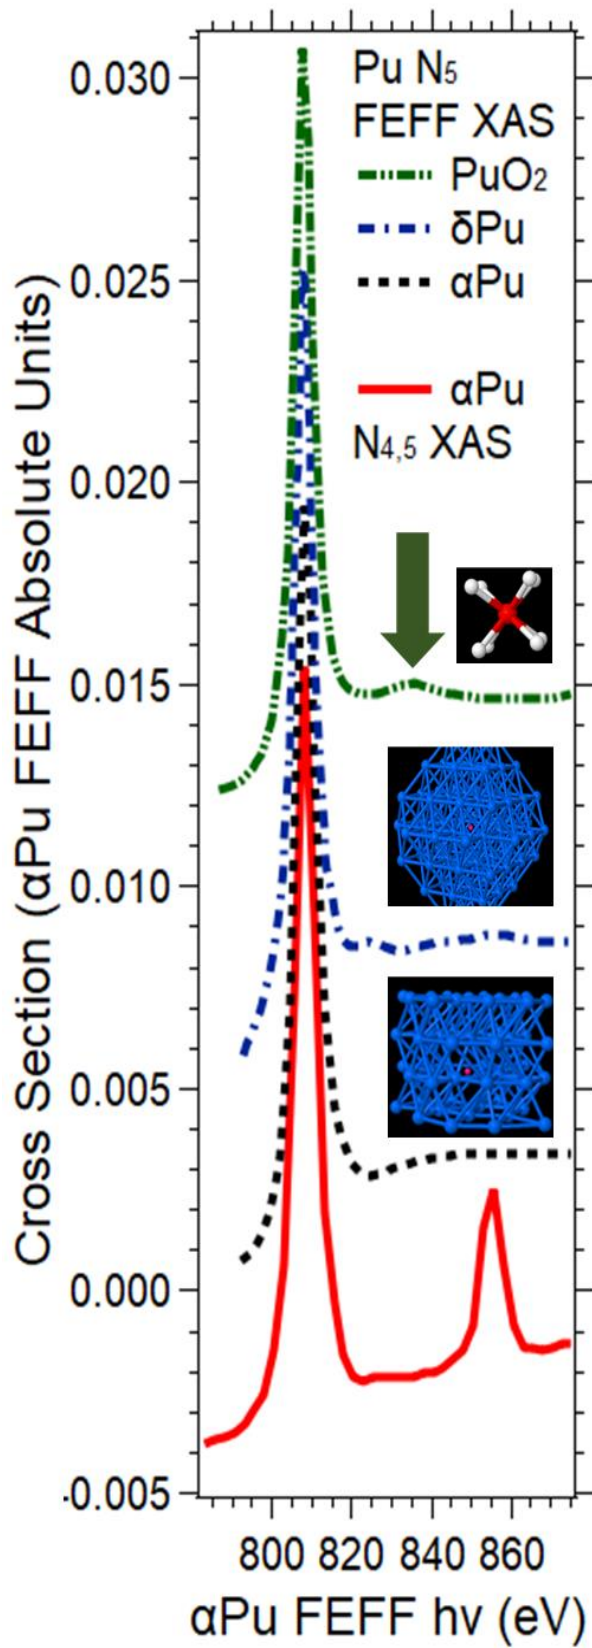 Pu N5
FEFF XAS
PuO2
δPu
αPu
αPu
N4,5 XAS
0.030
0.025
0.020
0.015
0.010
0.005
0.000
-0.005
Cross Section (αPu FEFF Absolute Units)
800 820 840 860
αPu FEFF hv (eV)